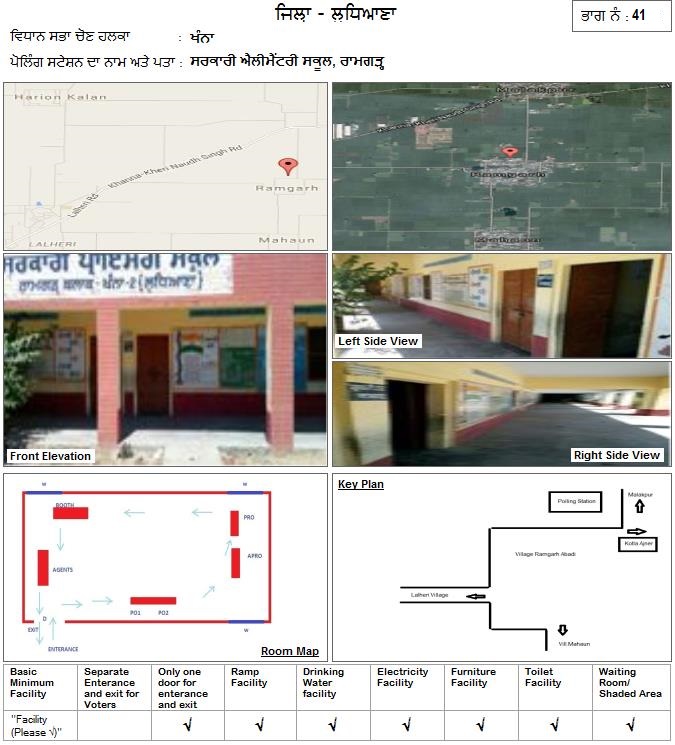 ਜਿਲ੍ਹਾ - ਲੁਧਿਆਣਾ
ਭਾਗ ਨੰ : 41
ਵਿਧਾਨ ਸਭਾ ਚੋਣ ਹਲਕਾ : ਖੰਨਾ
ਪੋਲਿੰਗ ਸਟੇਸ਼ਨ ਦਾ ਨਾਮ ਅਤੇ ਪਤਾ : ਸਰਕਾਰੀ ਐਲੀਮੈਂਟਰੀ ਸਕੂਲ, ਰਾਮਗੜ੍ਹ
Harion Kalan
Khanna-Kheri Naudh Singh Rd
Lalheri Rd
Ramgarh
LALHERI
Mahaun
Malakpur
Ramgarh
Mahaun
ਸਰਕਾਰੀ ਪ੍ਰਾਇਮਰੀ ਸਕੂਲ
ਰਾਮਗੜ੍ਹ ਬਲਾਕ - ਖੰਨਾ-੨ (ਲੁਧਿਆਣਾ)
Front Elevation
Left Side View
Right Side View
W
W
BOOTH
PRO
APRO
AGENTS
PO1 PO2
D
EXIT
W
ENTERANCE
Room Map
Key Plan
Polling Station
Malakpur
Kotla Ajner
Village Ramgarh Abadi
Lalheri Village
Vill.Mahaun
Basic Minimum Facility
Separate Enterance and exit for Voters
Only one door for enterance and exit
Ramp Facility
Drinking Water facility
Electricity Facility
Furniture Facility
Toilet Facility
Waiting Room/ Shaded Area
"Facility (Please √)"
√ √ √ √ √ √ √